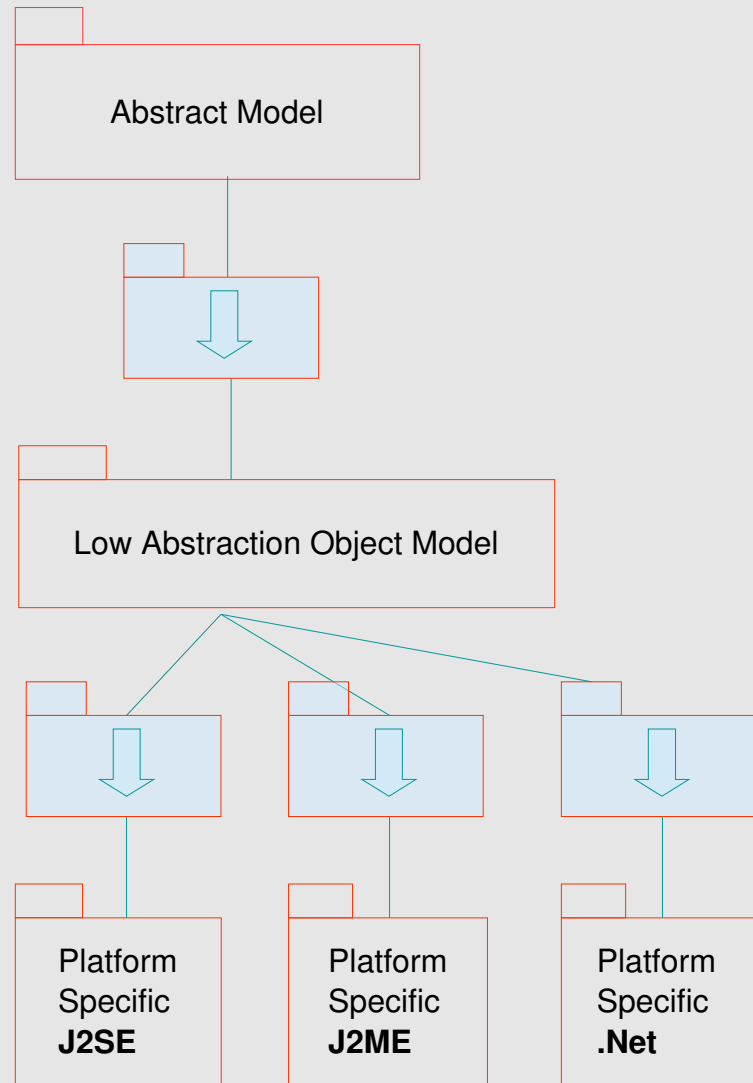 Abstract Model
Low Abstraction Object Model
Platform
Specific
J2SE
Platform
Specific
J2ME
Platform
Specific
.Net